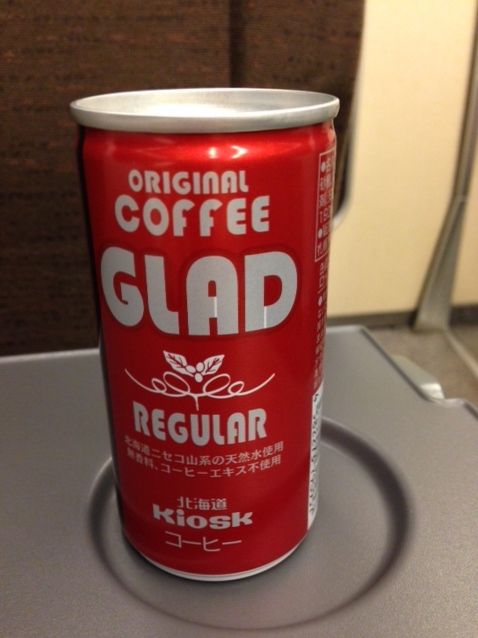 ORIGINAL
COFFEE
GLAD
REGULAR
北海道ニセコ山系の天然水使用
無香料、コーヒーエキス不使用
北海道
Kiosk
コーヒー